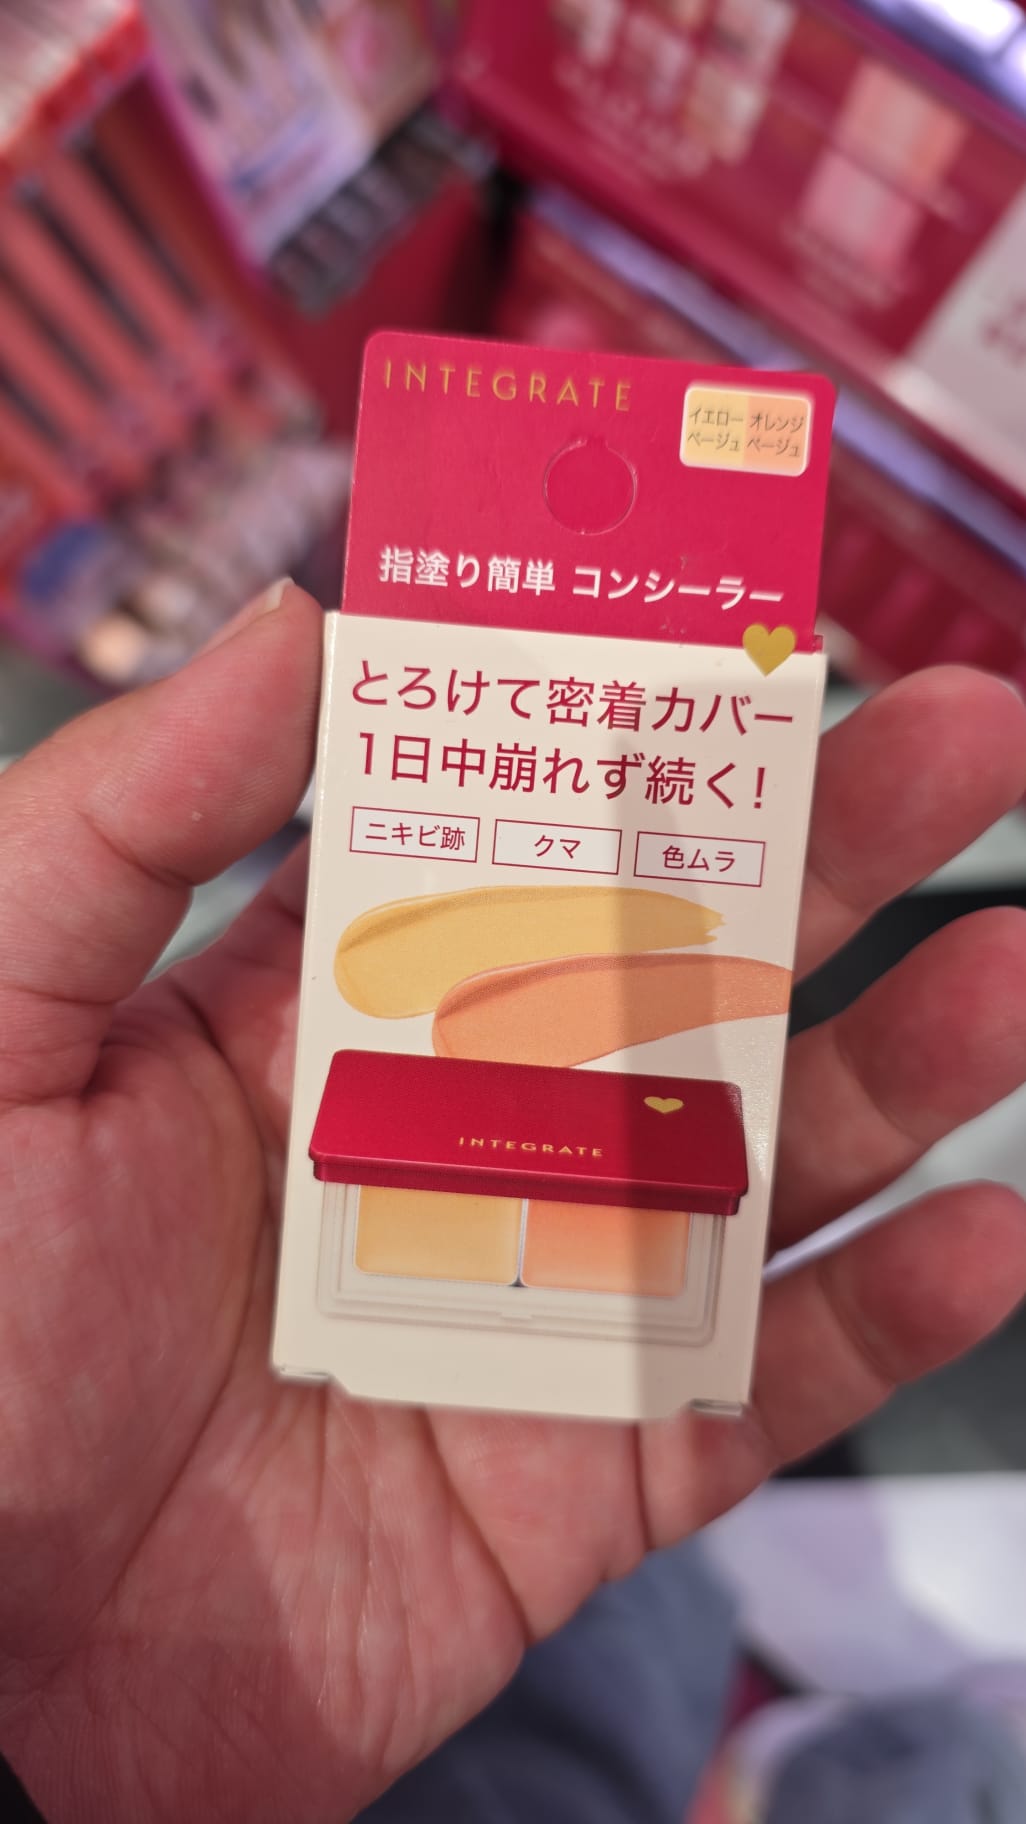 INTEGRATE
イエロー オレンジ
ベージュ ベージュ
指塗り簡単 コンシーラー
とろけて密着カバー
1日中崩れず続く!
ニキビ跡 クマ 色ムラ
INTEGRATE